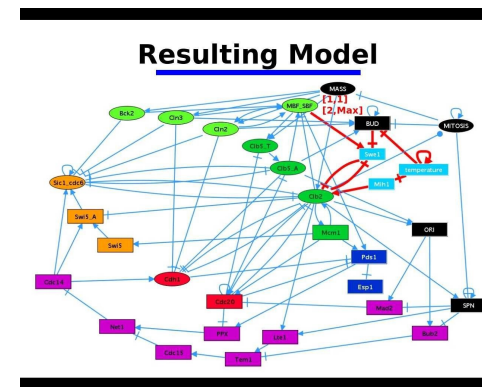 Resulting Model
MASS
[1,1]
[2,Max]
MBF_SBF
Bck2
Cln3
Cln2
BUD
MITOSIS
Clb5_T
Swe1
Clb5_A
temperature
Sic1_cdc6
Mih1
Clb2
Swi5_A
Mcm1
ORI
Swi5
Pds1
Cdc14
Cdh1
Esp1
Cdc20
Mad2
SPN
Net1
PPX
Lte1
Bub2
Cdc15
Tem1